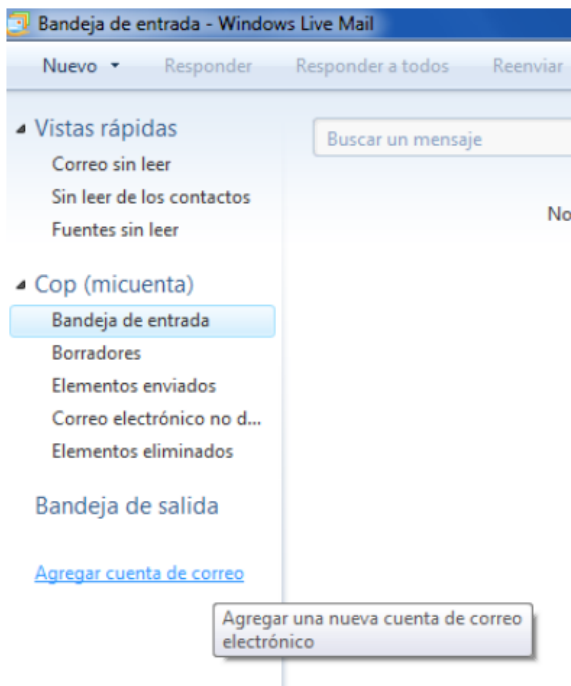 Bandeja de entrada - Windows Live Mail
Nuevo Responder Responder a todos Reenviar
Vistas rápidas
Buscar un mensaje
Correo sin leer
Sin leer de los contactos
No
Fuentes sin leer
Cop (micuenta)
Bandeja de entrada
Borradores
Elementos enviados
Correo electrónico no d...
Elementos eliminados
Bandeja de salida
Agregar cuenta de correo
Agregar una nueva cuenta de correo
electrónico